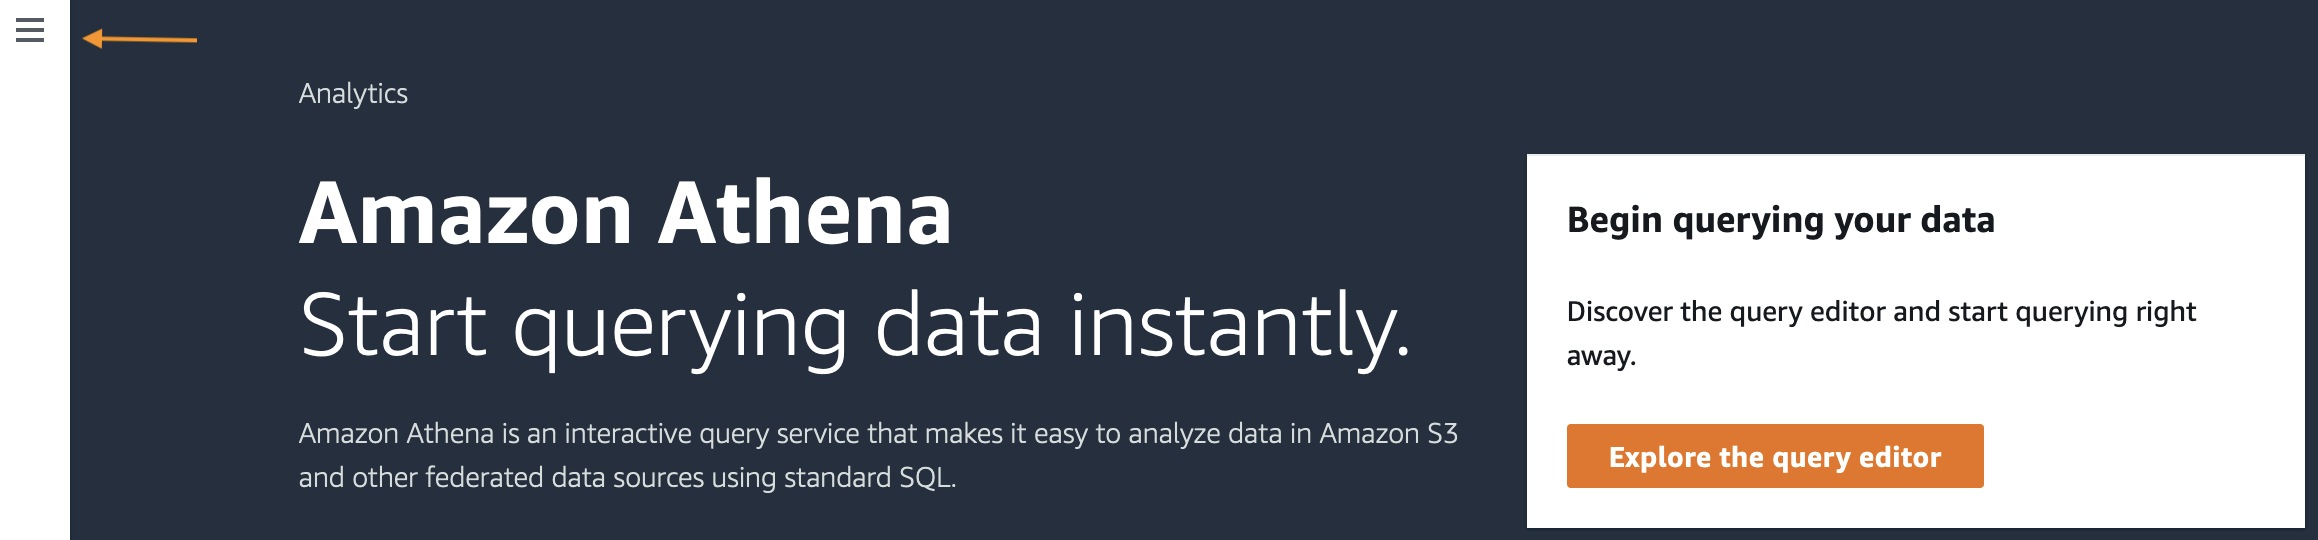 Analytics
Amazon Athena
Start querying data instantly.
Amazon Athena is an interactive query service that makes it easy to analyze data in Amazon S3
and other federated data sources using standard SQL.
Begin querying your data
Discover the query editor and start querying right
away.
Explore the query editor